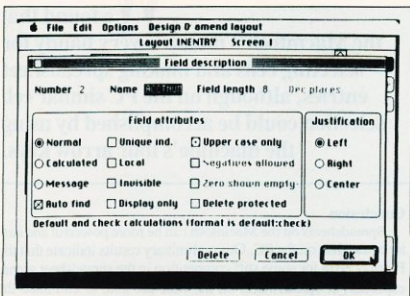 File Edit Options Design & amend layout
Layout INENTRY Screen 1
Field description
Number 2 Name Field length 8 Dec places
Field attributes
Justification
Normal Unique ind. Upper case only Left
Calculated Local Negatives allowed Right
Message Invisible Zero shown empty Center
Auto find Display only Delete protected
Default and check calculations (format is default:check)
Delete Cancel OK